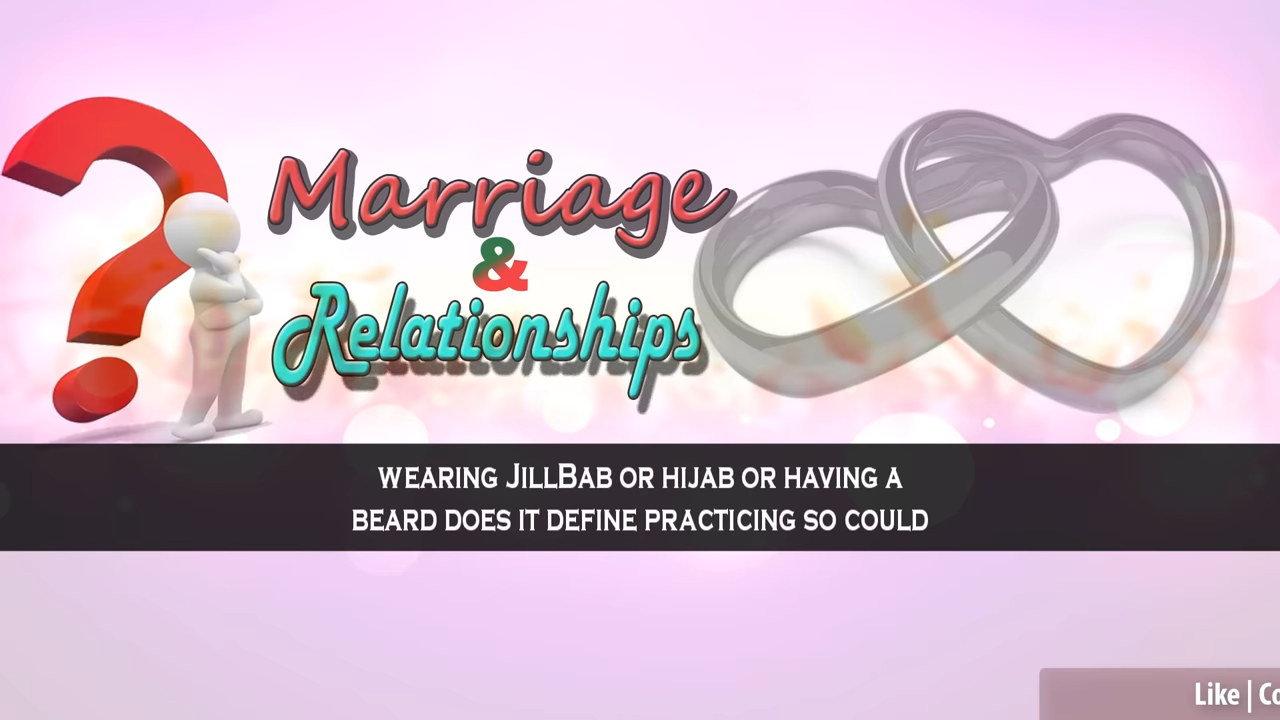 Marriage
&
Relationships
WEARING JILLBAB OR HIJAB OR HAVING A
BEARD DOES IT DEFINE PRACTICING SO COULD
Like |